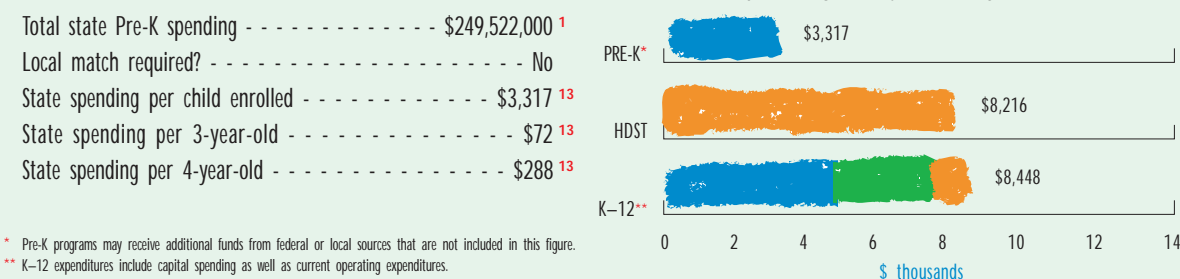 Total state Pre-K spending - - - - - - - - - - - - - $249,522,000 1
Local match required? - - - - - - - - - - - - - - - - - - - - No
State spending per child enrolled - - - - - - - - - - - - $3,317 13
State spending per 3-year-old - - - - - - - - - - - - - - $72 13
State spending per 4-year-old - - - - - - - - - - - - - $288 13
* Pre-K programs may receive additional funds from federal or local sources that are not included in this figure.
** K–12 expenditures include capital spending as well as current operating expenditures.
PRE-K* $3,317
HDST $8,216
K–12** $8,448
0 2 4 6 8 10 12 14
$ thousands